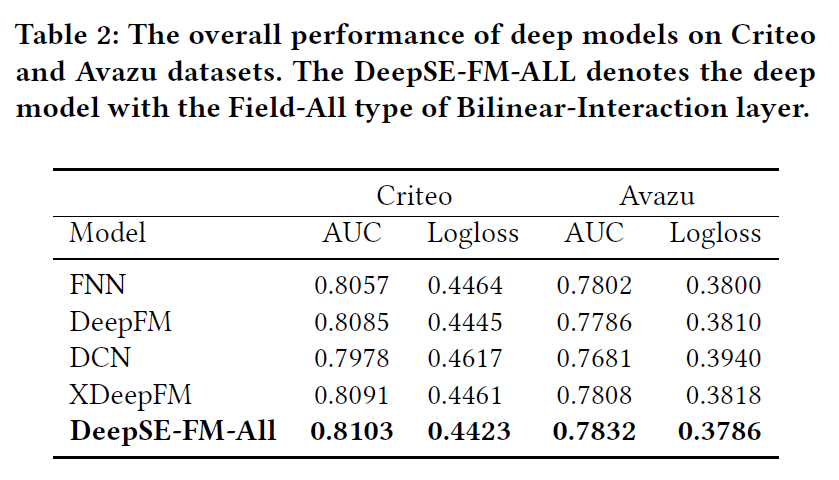 Table 2: The overall performance of deep models on Criteo
and Avazu datasets. The DeepSE-FM-ALL denotes the deep
model with the Field-All type of Bilinear-Interaction layer.
Criteo Avazu
Model AUC Logloss AUC Logloss
FNN 0.8057 0.4464 0.7802 0.3800
DeepFM 0.8085 0.4445 0.7786 0.3810
DCN 0.7978 0.4617 0.7681 0.3940
XDeepFM 0.8091 0.4461 0.7808 0.3818
DeepSE-FM-All 0.8103 0.4423 0.7832 0.3786